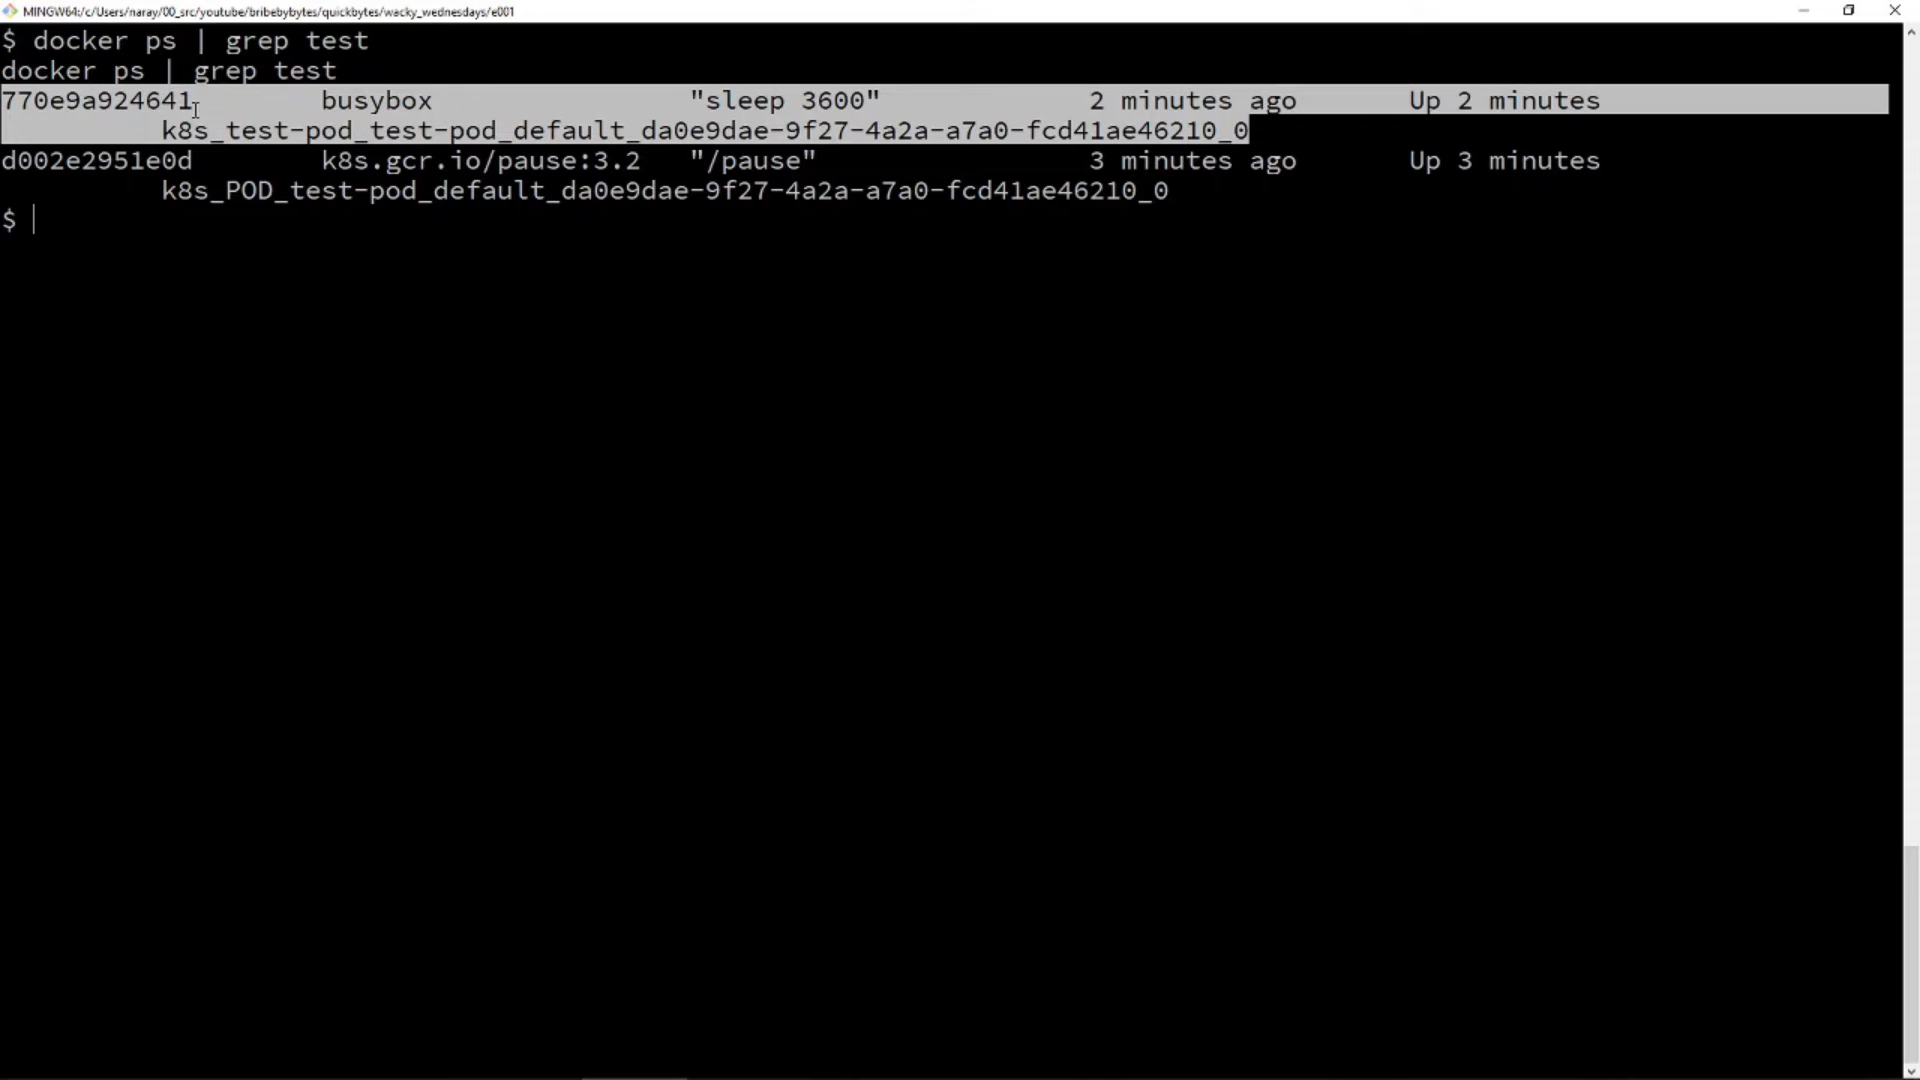 MINGW64:/c/Users/naray/00_src/youtube/bribebybytes/quickbytes/wacky_wednesdays/e001
$ docker ps | grep test
docker ps | grep test
770e9a924641 busybox "sleep 3600" 2 minutes ago Up 2 minutes
k8s_test-pod_test-pod_default_da0e9dae-9f27-4a2a-a7a0-fcd41ae46210_0
d002e2951e0d k8s.gcr.io/pause:3.2 "/pause" 3 minutes ago Up 3 minutes
k8s_POD_test-pod_default_da0e9dae-9f27-4a2a-a7a0-fcd41ae46210_0
$